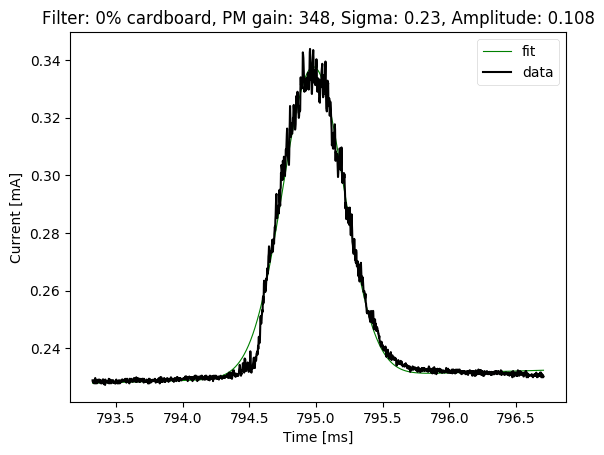 Filter: 0% cardboard, PM gain: 348, Sigma: 0.23, Amplitude: 0.108
fit
data
0.34
0.32
0.30
0.28
0.26
0.24
Current [mA]
793.5 794.0 794.5 795.0 795.5 796.0 796.5
Time [ms]